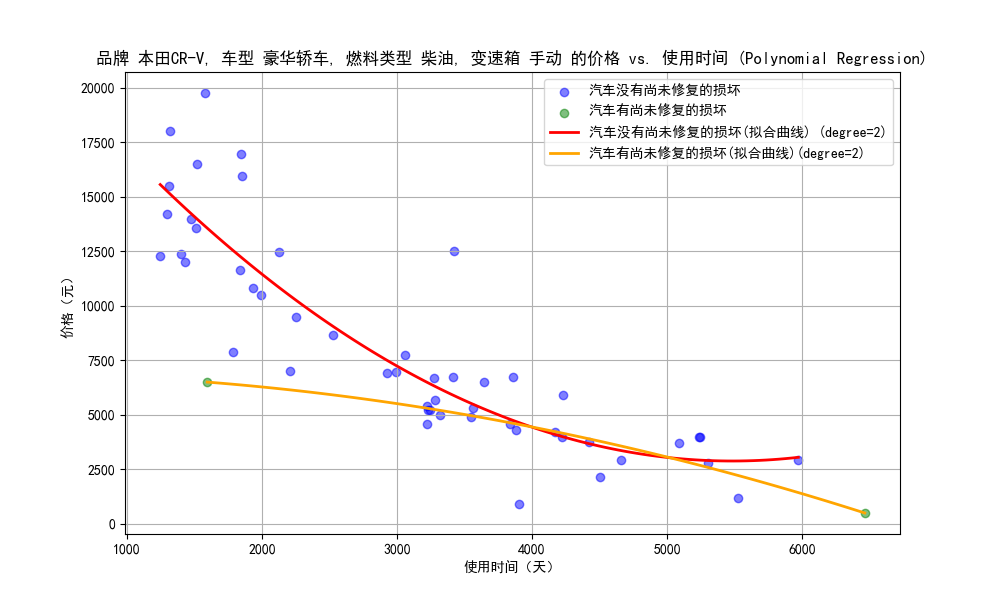 品牌 本田CR-V, 车型 豪华轿车, 燃料类型 柴油, 变速箱 手动 的价格 vs. 使用时间 (Polynomial Regression)
汽车没有尚未修复的损坏
汽车有尚未修复的损坏
汽车没有尚未修复的损坏(拟合曲线) (degree=2)
汽车有尚未修复的损坏(拟合曲线)(degree=2)
价格（元）
20000
17500
15000
12500
10000
7500
5000
2500
0
1000 2000 3000 4000 5000 6000
使用时间（天）